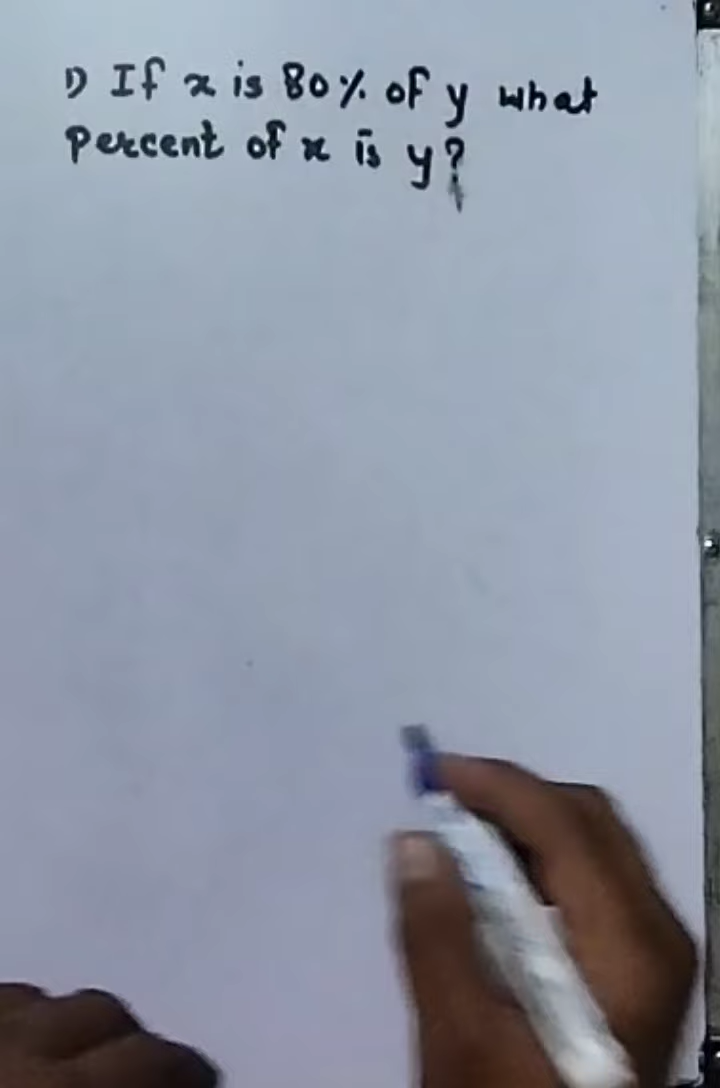 1) If x is 80% of y what
percent of x is y?